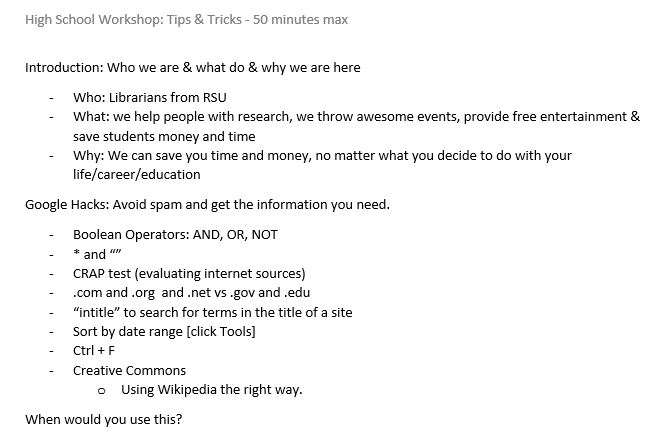 High School Workshop: Tips & Tricks - 50 minutes max
Introduction: Who we are & what do & why we are here
- Who: Librarians from RSU
- What: we help people with research, we throw awesome events, provide free entertainment &
save students money and time
- Why: We can save you time and money, no matter what you decide to do with your
life/career/education
Google Hacks: Avoid spam and get the information you need.
- Boolean Operators: AND, OR, NOT
- * and “”
- CRAP test (evaluating internet sources)
- .com and .org  and .net vs .gov and .edu
- “intitle” to search for terms in the title of a site
- Sort by date range [click Tools]
- Ctrl + F
- Creative Commons
o Using Wikipedia the right way.
When would you use this?